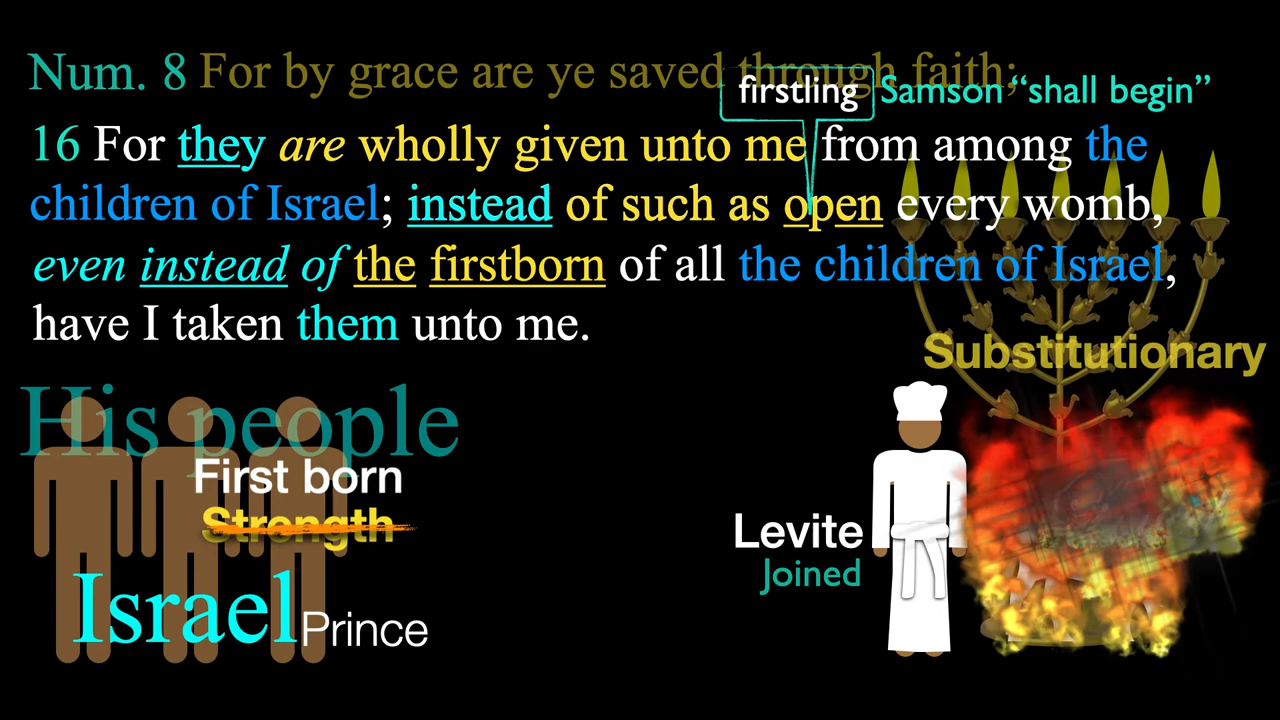 Num. 8 For by grace are ye saved through faith;
firstling Samson “shall begin”
16 For they are wholly given unto me from among the
children of Israel; instead of such as open every womb,
even instead of the firstborn of all the children of Israel,
have I taken them unto me.
Substitutionary
His people
First born
Strength
Levite
Joined
Israel Prince